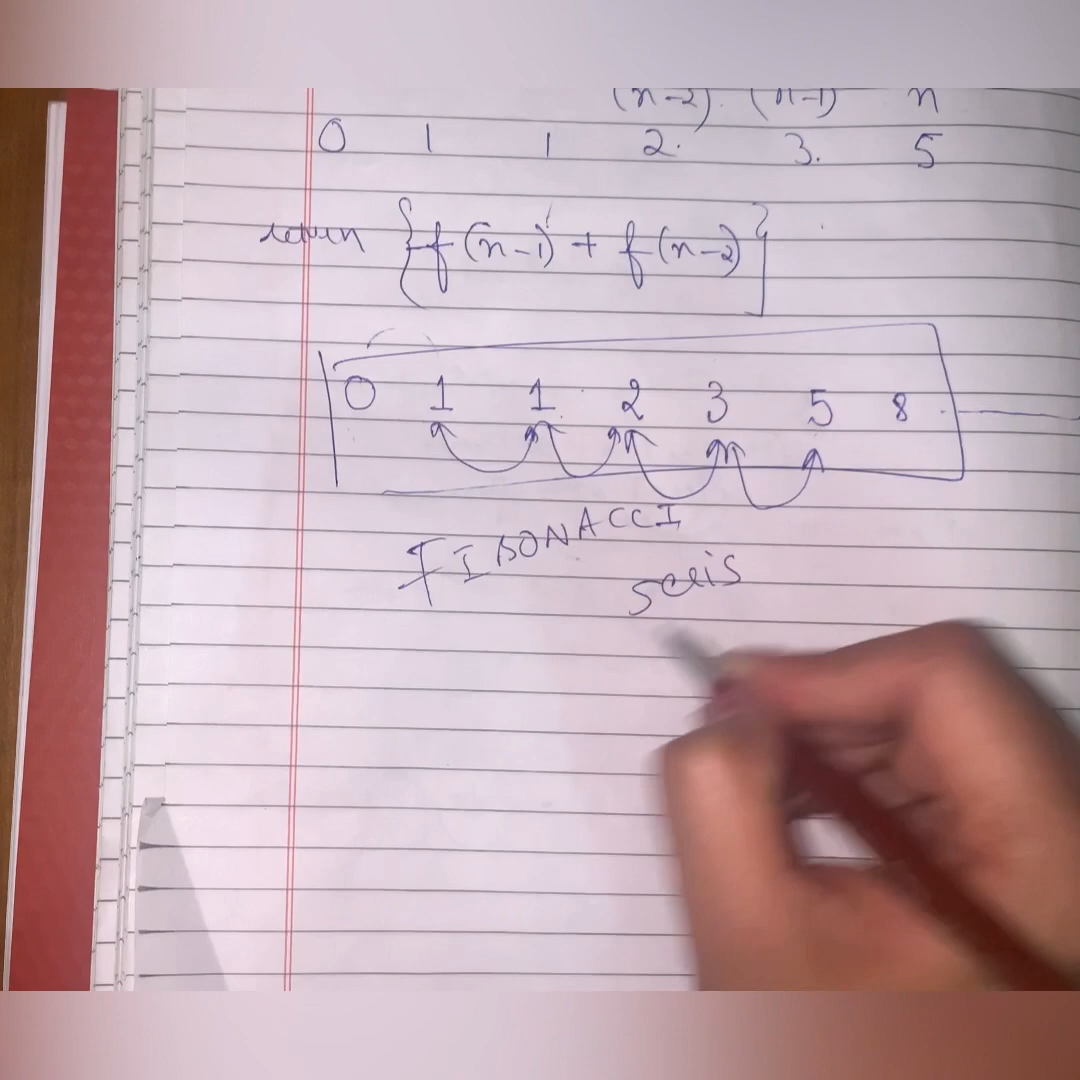 (n-2). (n-1) n
0 1 1 2. 3. 5
return {f(n-1) + f(n-2)}
0 1 1 2 3 5 8
FIBONACCI
seris